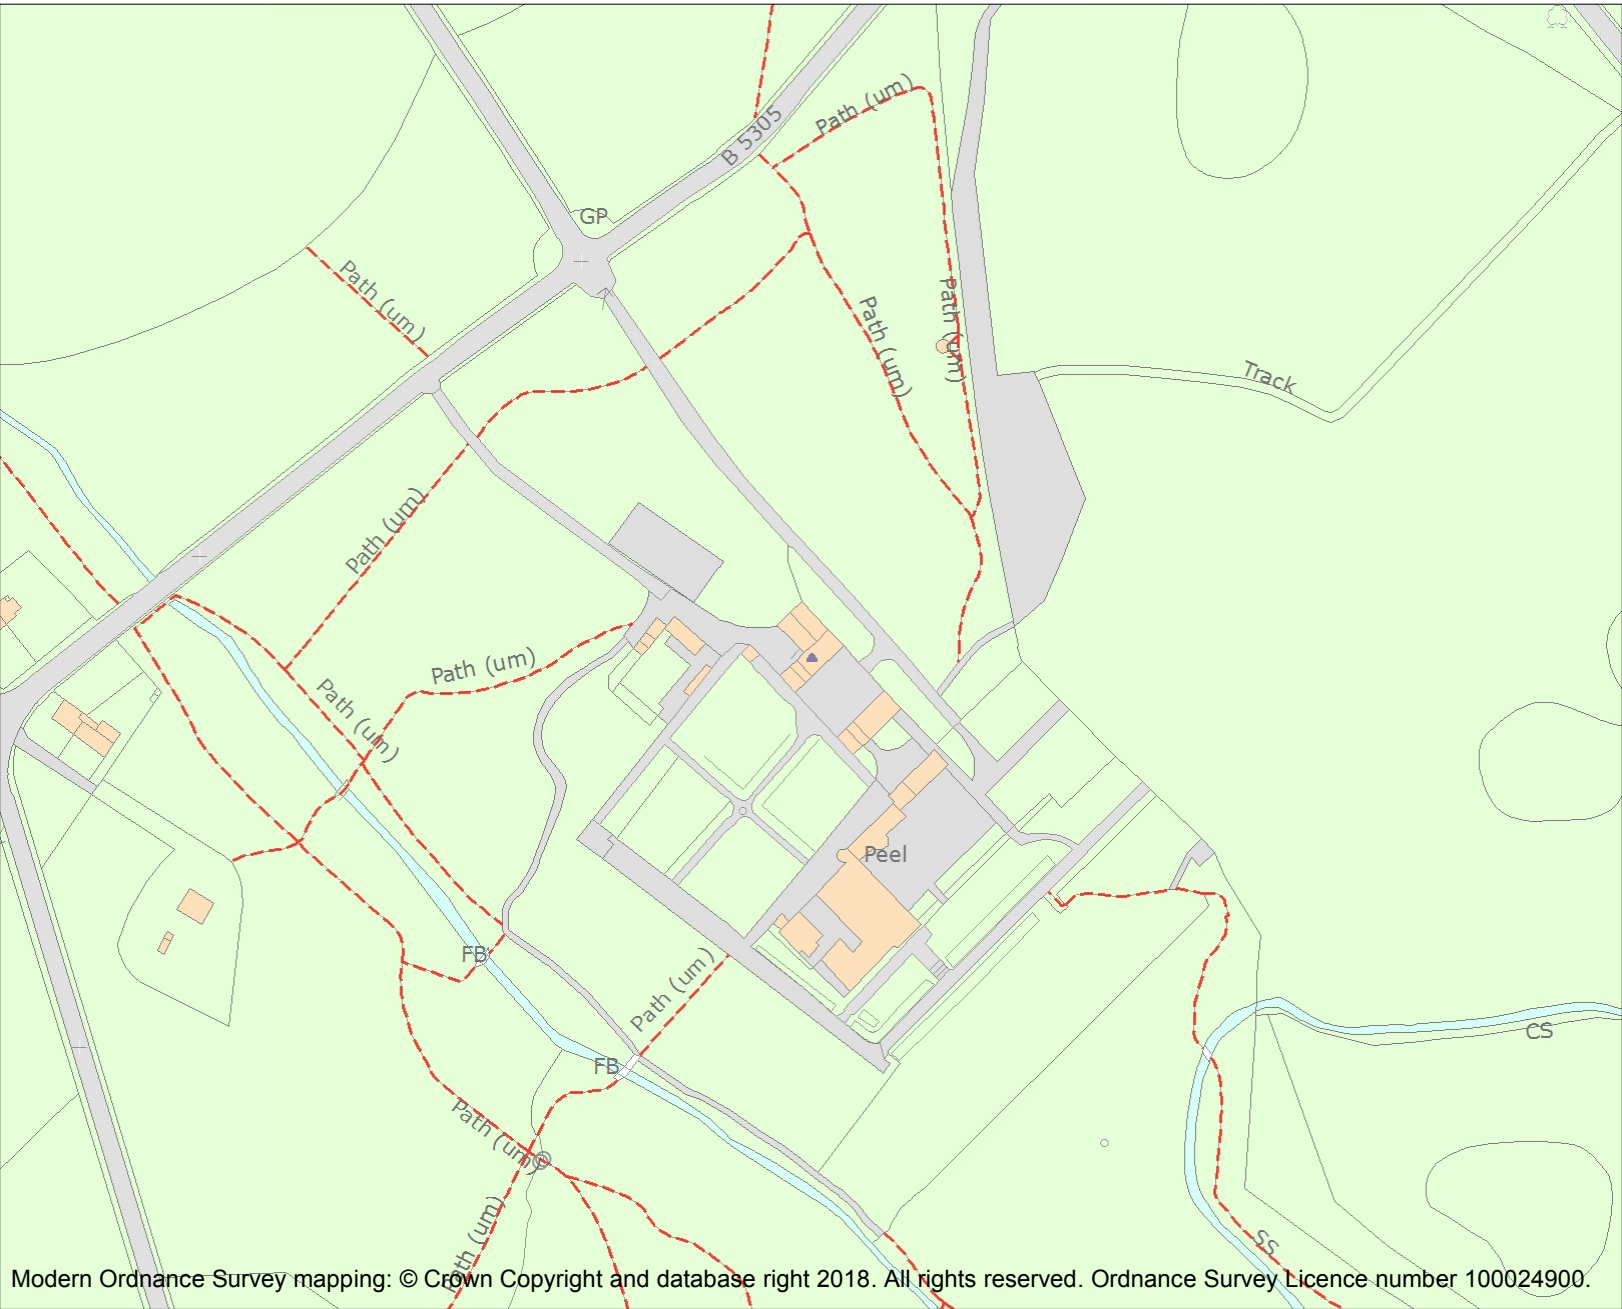 Path (um)
B 5305
GP
Path (um)
Path (um)
Path (um)
Track
Path (um)
Path (um)
Path (um)
Peel
FB
Path (um)
CS
FB
Path (um)
Path (um)
SS
Modern Ordnance Survey mapping: © Crown Copyright and database right 2018. All rights reserved. Ordnance Survey Licence number 100024900.